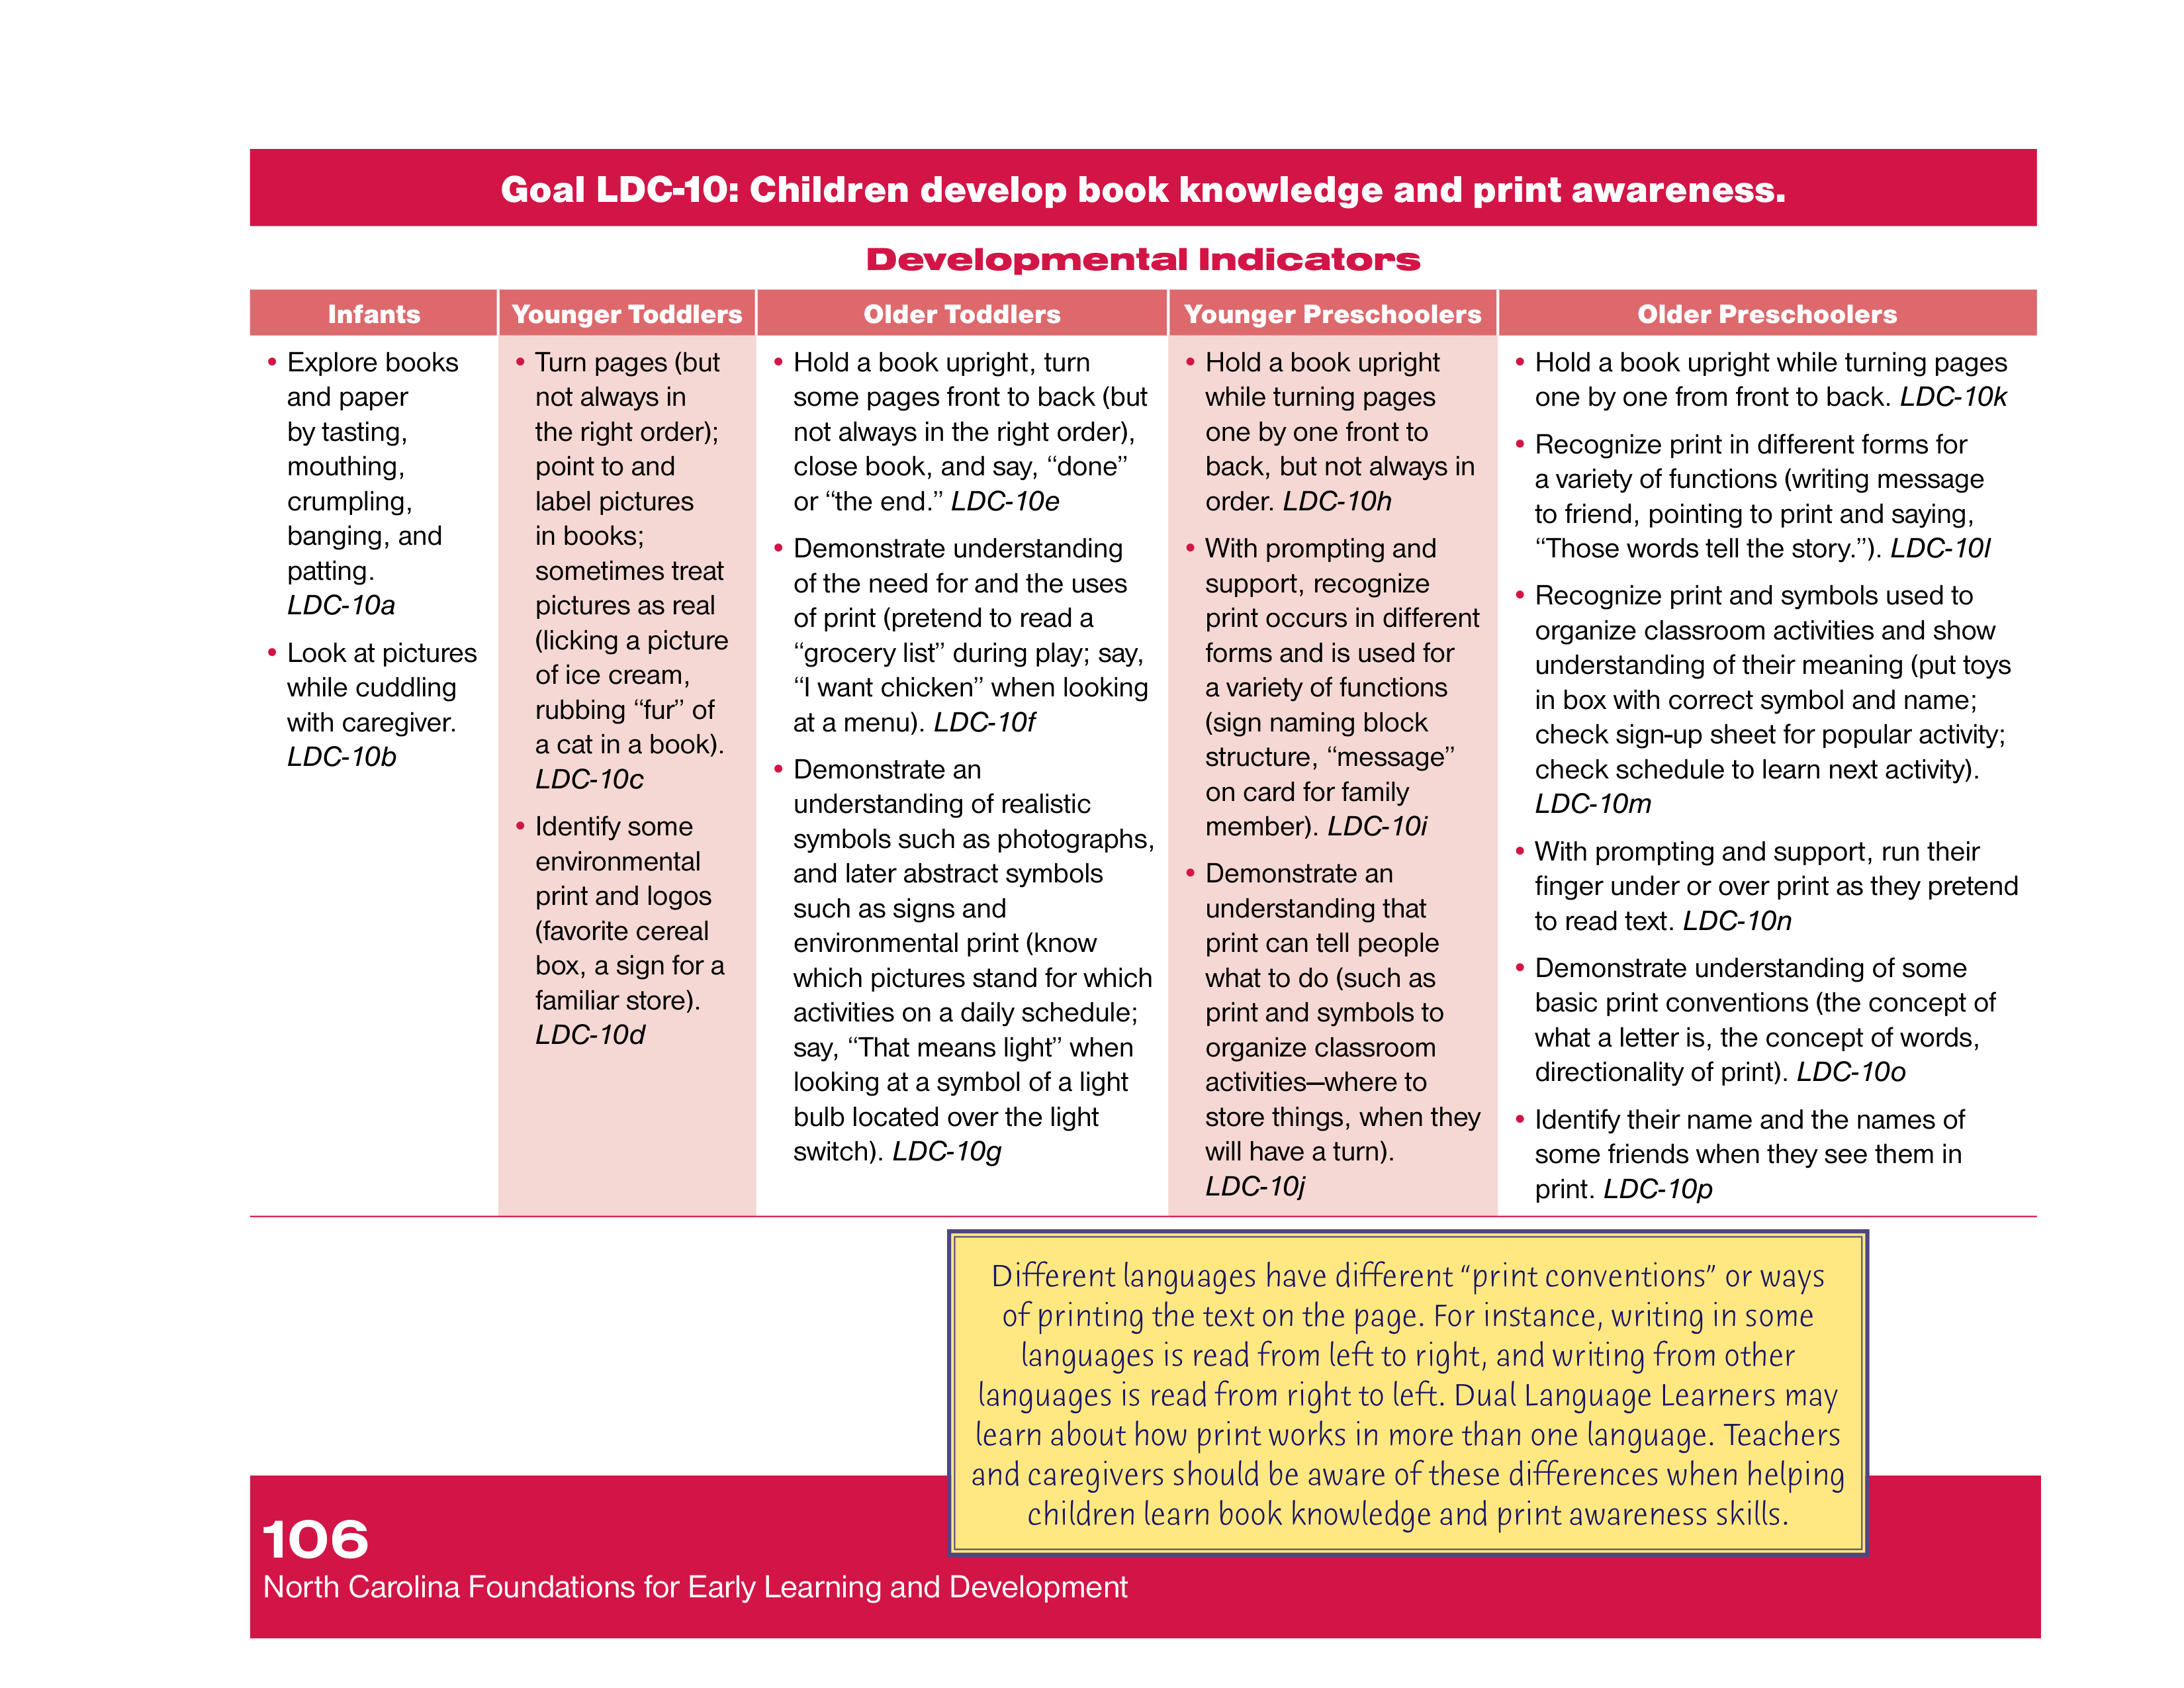 Goal LDC-10: Children develop book knowledge and print awareness.
Developmental Indicators
Infants
• Explore books
and paper
by tasting,
mouthing,
crumpling,
banging, and
patting.
LDC-10a
• Look at pictures
while cuddling
with caregiver.
LDC-10b
Younger Toddlers
• Turn pages (but
not always in
the right order);
point to and
label pictures
in books;
sometimes treat
pictures as real
(licking a picture
of ice cream,
rubbing “fur” of
a cat in a book).
LDC-10c
• Identify some
environmental
print and logos
(favorite cereal
box, a sign for a
familiar store).
LDC-10d
Older Toddlers
• Hold a book upright, turn
some pages front to back (but
not always in the right order),
close book, and say, “done”
or “the end.” LDC-10e
• Demonstrate understanding
of the need for and the uses
of print (pretend to read a
“grocery list” during play; say,
“I want chicken” when looking
at a menu). LDC-10f
• Demonstrate an
understanding of realistic
symbols such as photographs,
and later abstract symbols
such as signs and
environmental print (know
which pictures stand for which
activities on a daily schedule;
say, “That means light” when
looking at a symbol of a light
bulb located over the light
switch). LDC-10g
Younger Preschoolers
• Hold a book upright
while turning pages
one by one front to
back, but not always in
order. LDC-10h
• With prompting and
support, recognize
print occurs in different
forms and is used for
a variety of functions
(sign naming block
structure, “message”
on card for family
member). LDC-10i
• Demonstrate an
understanding that
print can tell people
what to do (such as
print and symbols to
organize classroom
activities—where to
store things, when they
will have a turn).
LDC-10j
Older Preschoolers
• Hold a book upright while turning pages
one by one from front to back. LDC-10k
• Recognize print in different forms for
a variety of functions (writing message
to friend, pointing to print and saying,
“Those words tell the story.”). LDC-10l
• Recognize print and symbols used to
organize classroom activities and show
understanding of their meaning (put toys
in box with correct symbol and name;
check sign-up sheet for popular activity;
check schedule to learn next activity).
LDC-10m
• With prompting and support, run their
finger under or over print as they pretend
to read text. LDC-10n
• Demonstrate understanding of some
basic print conventions (the concept of
what a letter is, the concept of words,
directionality of print). LDC-10o
• Identify their name and the names of
some friends when they see them in
print. LDC-10p
Different languages have different “print conventions” or ways
of printing the text on the page. For instance, writing in some
languages is read from left to right, and writing from other
languages is read from right to left. Dual Language Learners may
learn about how print works in more than one language. Teachers
and caregivers should be aware of these differences when helping
children learn book knowledge and print awareness skills.
106
North Carolina Foundations for Early Learning and Development